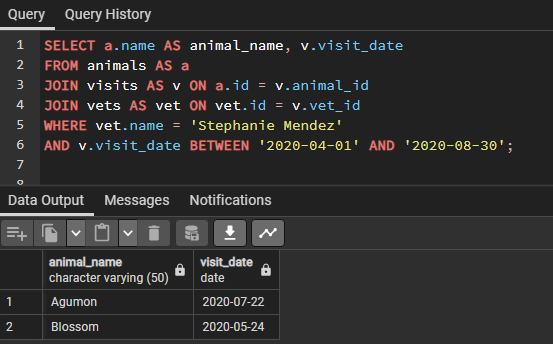 Query Query History
1 SELECT a.name AS animal_name, v.visit_date
2 FROM animals AS a
3 JOIN visits AS v ON a.id = v.animal_id
4 JOIN vets AS vet ON vet.id = v.vet_id
5 WHERE vet.name = 'Stephanie Mendez'
6 AND v.visit_date BETWEEN '2020-04-01' AND '2020-08-30';
7
8
Data Output Messages Notifications
animal_name visit_date
character varying (50) date
1 Agumon 2020-07-22
2 Blossom 2020-05-24